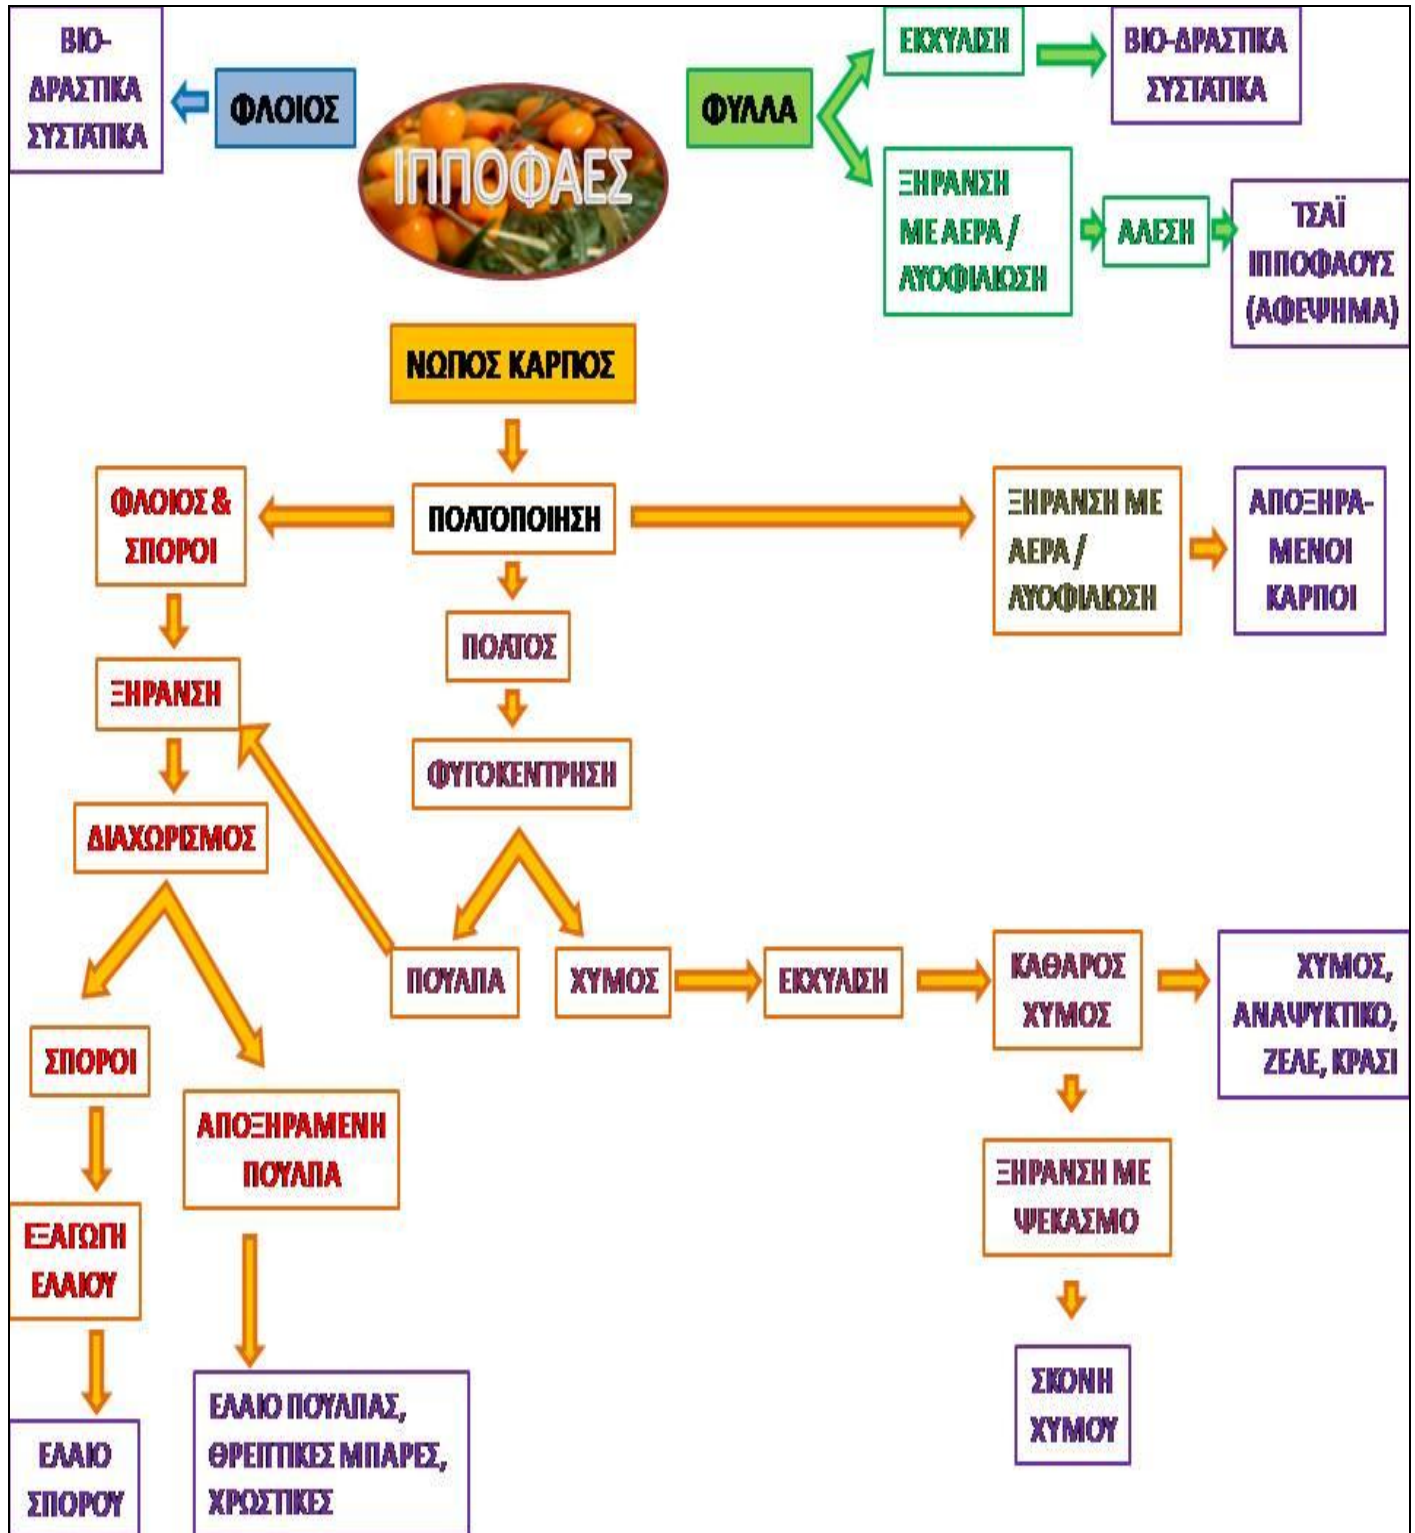 ΒΙΟ-
ΔΡΑΣΤΙΚΑ
ΣΥΣΤΑΤΙΚΑ
ΦΛΟΙΟΣ
ΙΠΠΟΦΑΕΣ
ΦΥΛΛΑ
ΕΚΧΥΛΙΣΗ
ΒΙΟ-ΔΡΑΣΤΙΚΑ
ΣΥΣΤΑΤΙΚΑ
ΞΗΡΑΝΣΗ
ΜΕ ΑΕΡΑ /
ΛΥΟΦΙΛΙΩΣΗ
ΑΛΕΣΗ
ΤΣΑΪ
ΙΠΠΟΦΑΟΥΣ
(ΑΦΕΨΗΜΑ)
ΝΩΠΟΣ ΚΑΡΠΟΣ
ΦΛΟΙΟΣ &
ΣΠΟΡΟΙ
ΠΟΛΤΟΠΟΙΗΣΗ
ΞΗΡΑΝΣΗ ΜΕ
ΑΕΡΑ /
ΛΥΟΦΙΛΙΩΣΗ
ΑΠΟΞΗΡΑ-
ΜΕΝΟΙ
ΚΑΡΠΟΙ
ΠΟΛΤΟΣ
ΞΗΡΑΝΣΗ
ΦΥΓΟΚΕΝΤΡΗΣΗ
ΔΙΑΧΩΡΙΣΜΟΣ
ΠΟΥΛΠΑ
ΧΥΜΟΣ
ΕΚΧΥΛΙΣΗ
ΚΑΘΑΡΟΣ
ΧΥΜΟΣ
ΧΥΜΟΣ,
ΑΝΑΨΥΚΤΙΚΟ,
ΖΕΛΕ, ΚΡΑΣΙ
ΣΠΟΡΟΙ
ΑΠΟΞΗΡΑΜΕΝΗ
ΠΟΥΛΠΑ
ΞΗΡΑΝΣΗ ΜΕ
ΨΕΚΑΣΜΟ
ΕΞΑΓΩΓΗ
ΕΛΑΙΟΥ
ΣΚΟΝΗ
ΧΥΜΟΥ
ΕΛΑΙΟ
ΣΠΟΡΟΥ
ΕΛΑΙΟ ΠΟΥΛΠΑΣ,
ΘΡΕΠΤΙΚΕΣ ΜΠΑΡΕΣ,
ΧΡΩΣΤΙΚΕΣ